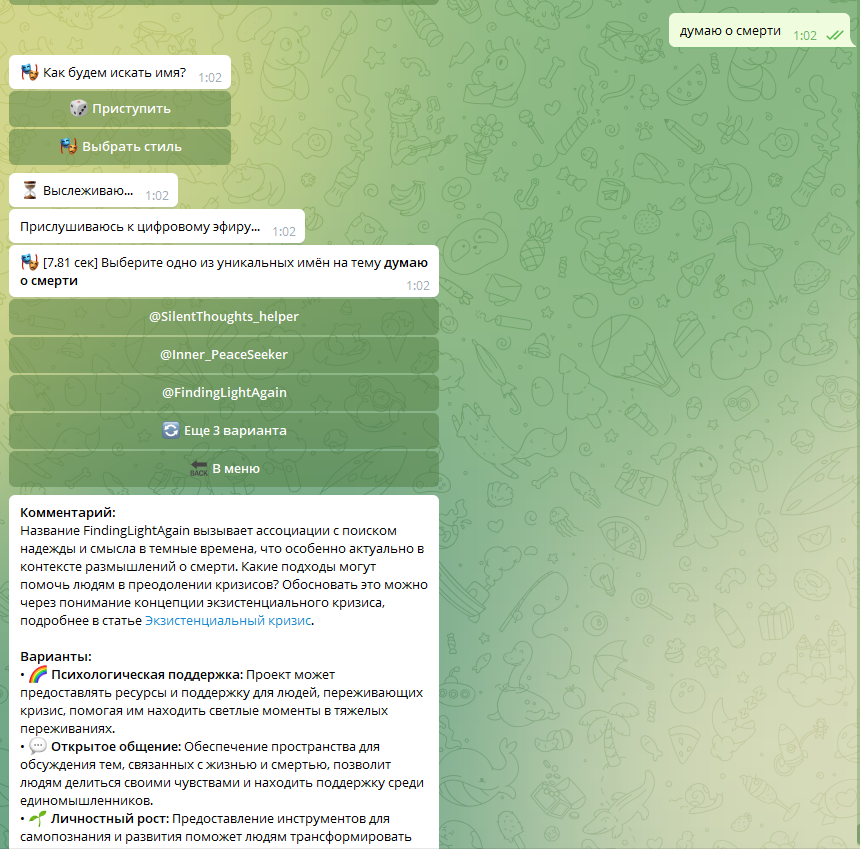 думаю о смерти 1:02
🎭 Как будем искать имя? 1:02
🎲 Приступить
🎭 Выбрать стиль
⏳ Выслеживаю... 1:02
Прислушиваюсь к цифровому эфиру... 1:02
🎭 [7.81 сек] Выберите одно из уникальных имён на тему думаю
о смерти
1:02
@SilentThoughts_helper
@Inner_PeaceSeeker
@FindingLightAgain
🔄 Еще 3 варианта
🔙 В меню
Комментарий:
Название FindingLightAgain вызывает ассоциации с поиском
надежды и смысла в темные времена, что особенно актуально в
контексте размышлений о смерти. Какие подходы могут
помочь людям в преодолении кризисов? Обосновать это можно
через понимание концепции экзистенциального кризиса,
подробнее в статье Экзистенциальный кризис.
Варианты:
• 🌈 Психологическая поддержка: Проект может
предоставлять ресурсы и поддержку для людей, переживающих
кризис, помогая им находить светлые моменты в тяжелых
переживаниях.
• 💬 Открытое общение: Обеспечение пространства для
обсуждения тем, связанных с жизнью и смертью, позволит
людям делиться своими чувствами и находить поддержку среди
единомышленников.
• 🌱 Личностный рост: Предоставление инструментов для
самопознания и развития поможет людям трансформировать